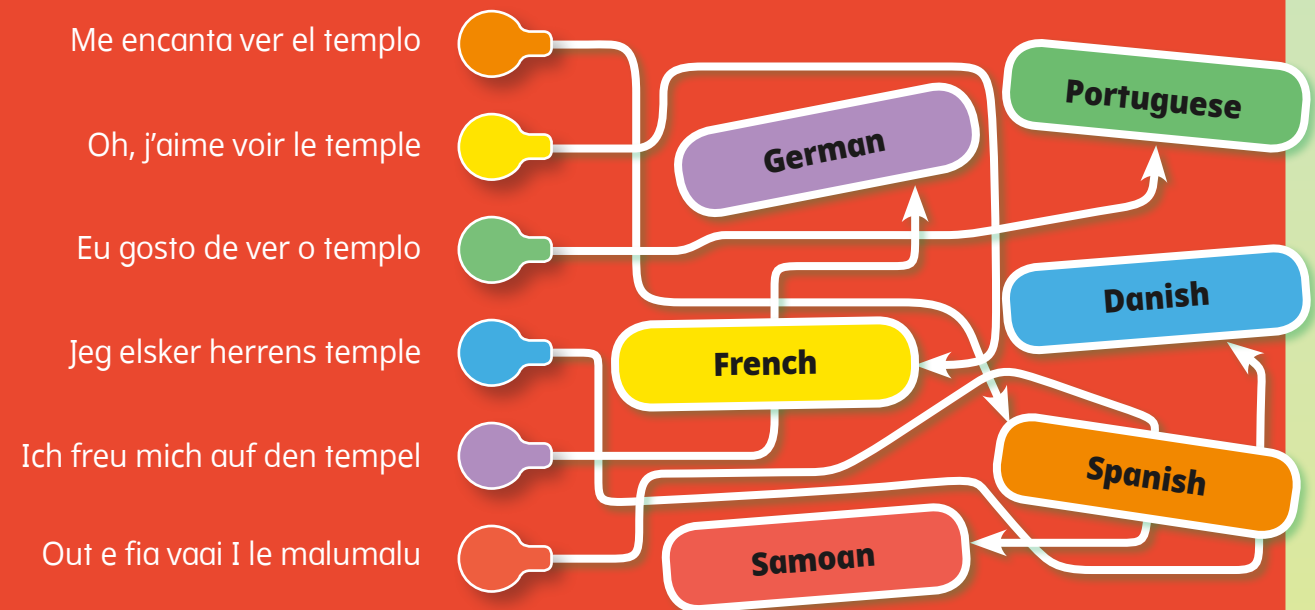 Me encanta ver el templo
Oh, j’aime voir le temple
Eu gosto de ver o templo
Jeg elsker herrens temple
Ich freu mich auf den tempel
Out e fia vaai I le malumalu
German
Portuguese
Danish
French
Spanish
Samoan